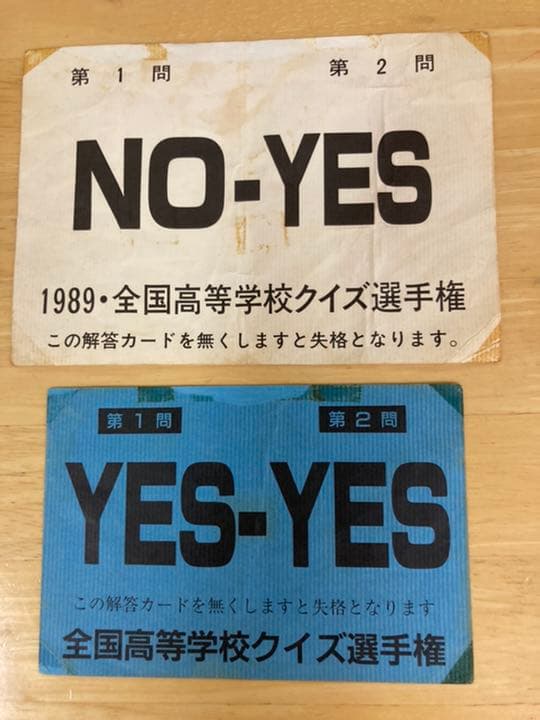 第1問 第2問
NO-YES
1989・全国高等学校クイズ選手権
この解答カードを無くしますと失格となります。
第1問 第2問
YES-YES
この解答カードを無くしますと失格となります
全国高等学校クイズ選手権